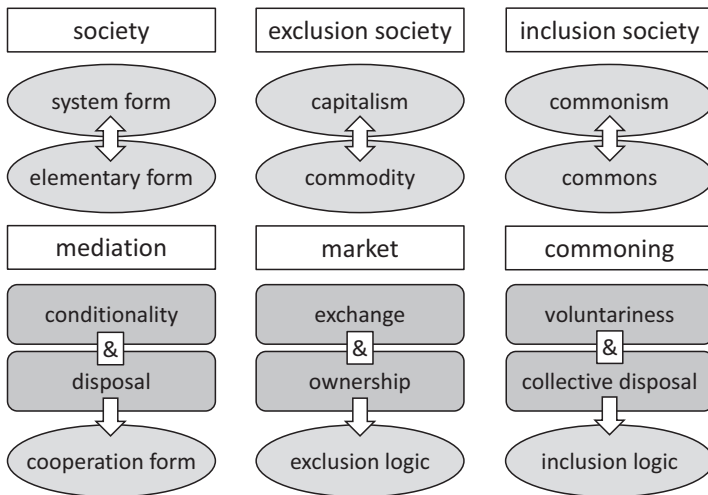 society
exclusion society
inclusion society
system form
capitalism
commonism
elementary form
commodity
commons
mediation
market
commoning
conditionality
exchange
voluntariness
&
&
&
disposal
ownership
collective disposal
cooperation form
exclusion logic
inclusion logic